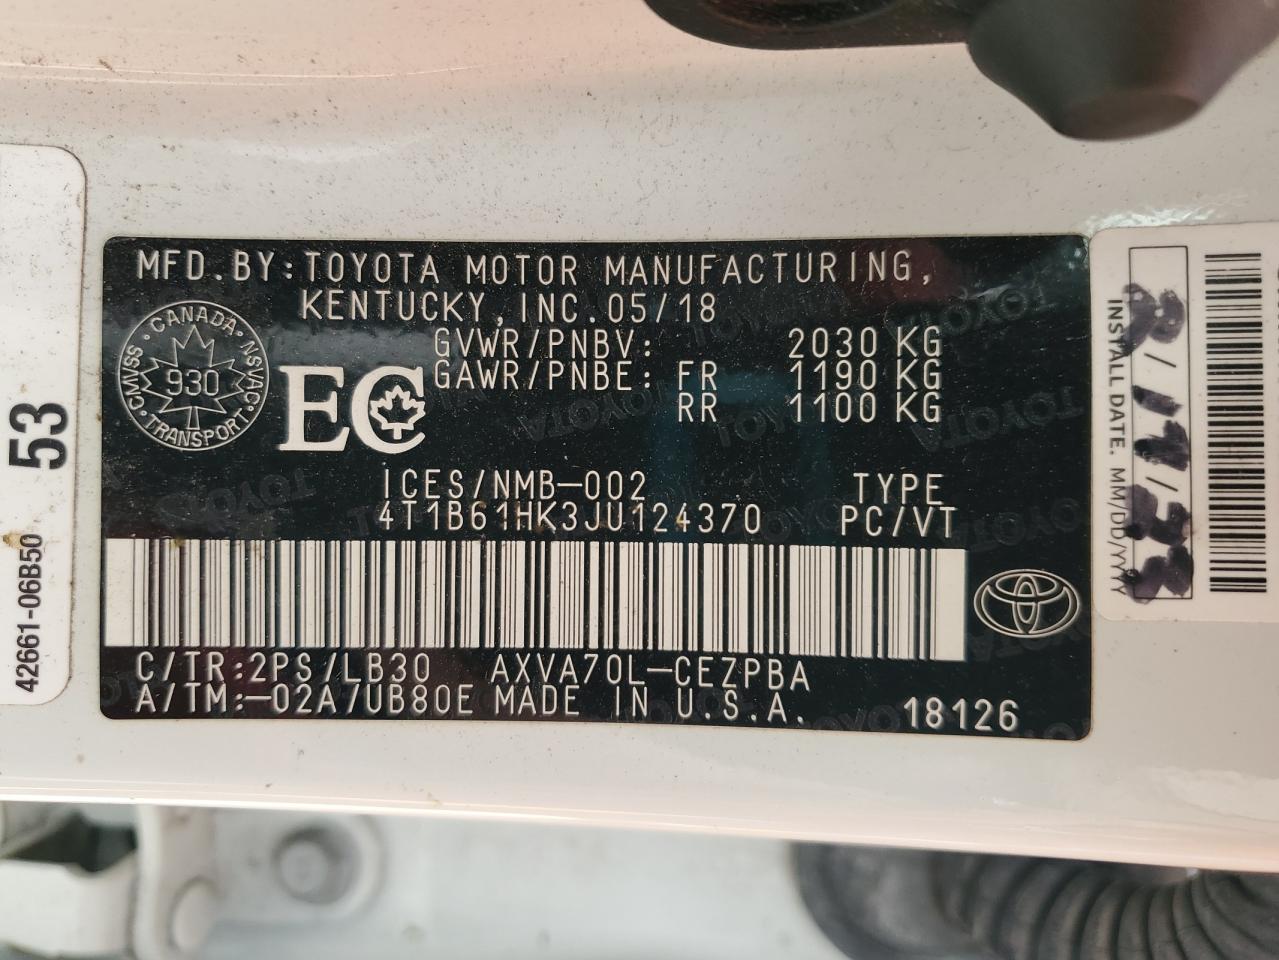 MFD.BY:TOYOTA MOTOR MANUFACTURING,
KENTUCKY,INC.05/18
GVWR/PNBV: 2030 KG
GAWR/PNBE: FR 1190 KG
RR 1100 KG
CANADA
930
TRANSPORT
EC
ICES/NMB-002 TYPE
4T1B61HK3JU124370 PC/VT
C/TR:2PS/LB30 AXVA70L-CEZPBA
A/TM:-02A/UB80E MADE IN U.S.A.
18126
53
42661-06B50
INSTALL DATE. MM/DD/YYYY